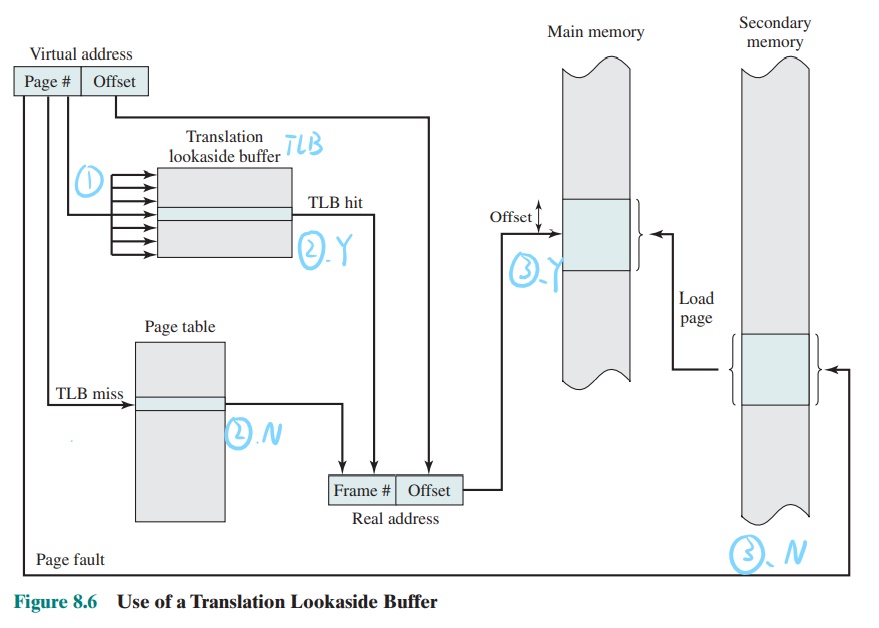 Main memory
Secondary
memory
Virtual address
Page #
Offset
Translation
lookaside buffer
TLB
①
TLB hit
②.Y
Offset
③.Y
Load
page
Page table
TLB miss
②.N
Frame #
Offset
Real address
③、N
Page fault
Figure 8.6 Use of a Translation Lookaside Buffer